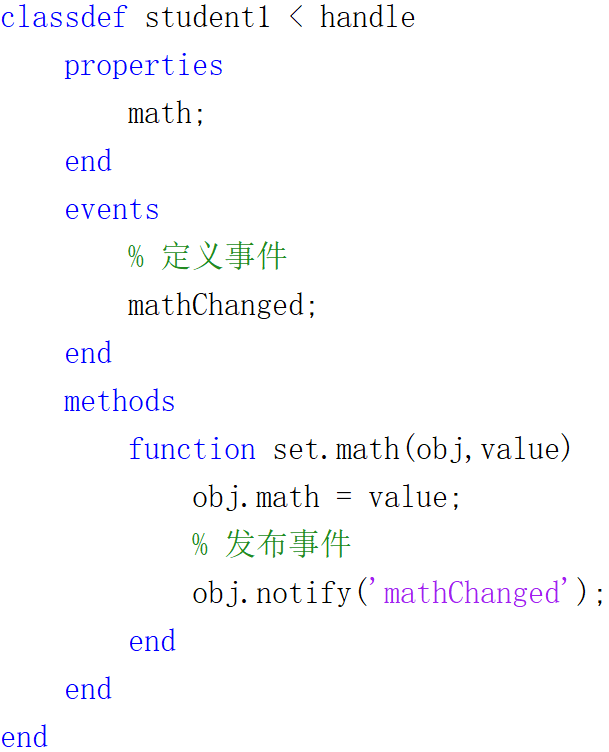 classdef student1 < handle
    properties
        math;
    end
    events
        % 定义事件
        mathChanged;
    end
    methods
        function set.math(obj,value)
            obj.math = value;
            % 发布事件
            obj.notify('mathChanged');
        end
    end
end